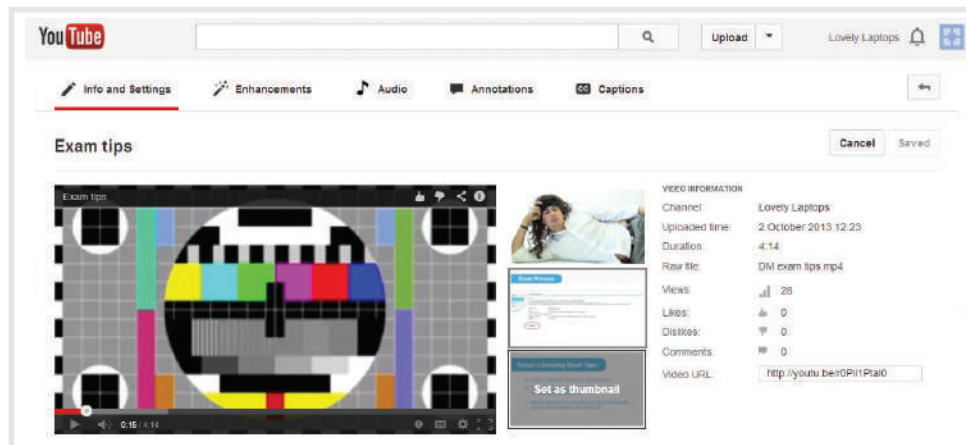 YouTube Upload Lovely Laptops
Info and Settings Enhancements Audio Annotations CC Captions
Exam tips Cancel Saved
Exam tips
VIDEO INFORMATION
Channel: Lovely Laptops
Uploaded time: 2 October 2013 12:23
Duration: 4:14
Raw file: DM exam tips.mp4
Views: 28
Likes: 0
Dislikes: 0
Comments: 0
Video URL:
Set as thumbnail
0:15 / 4:14